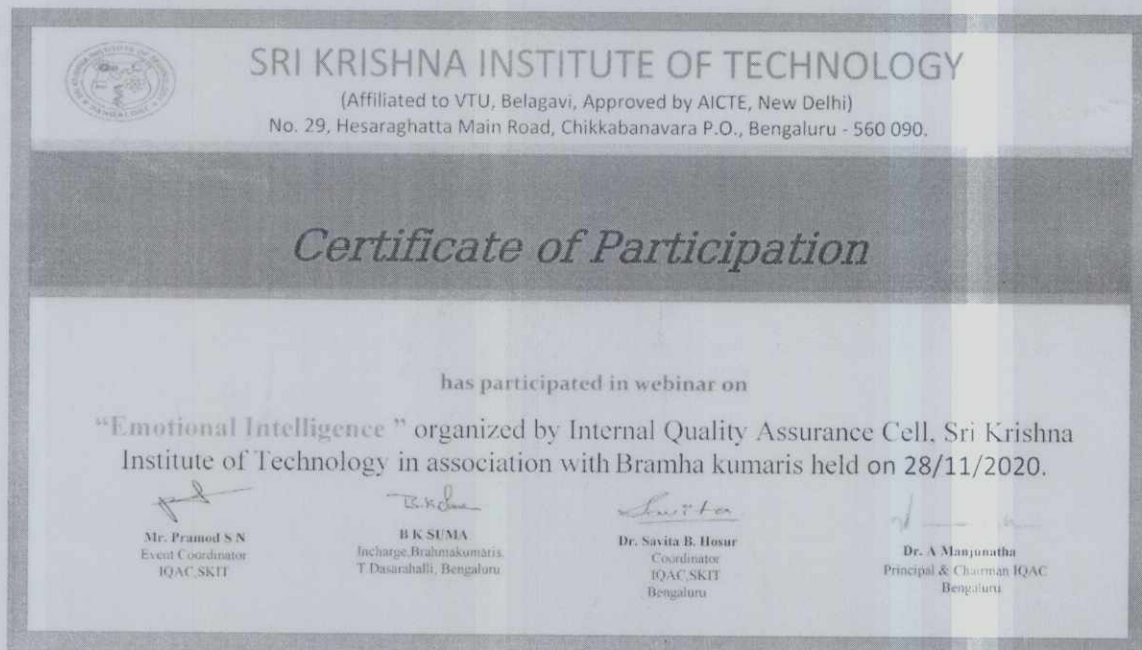 SRI KRISHNA INSTITUTE OF TECHNOLOGY
(Affiliated to VTU, Belagavi, Approved by AICTE, New Delhi)
No. 29, Hesaraghatta Main Road, Chikkabanavara P.O., Bengaluru - 560 090.
Certificate of Participation
has participated in webinar on
“Emotional Intelligence ” organized by Internal Quality Assurance Cell, Sri Krishna
Institute of Technology in association with Bramha kumaris held on 28/11/2020.
Mr. Pramod S N
Event Coordinator
IQAC,SKIT
B K SUMA
Incharge,Brahmakumaris,
T Dasarahalli, Bengaluru
Dr. Savita B. Hosur
Coordinator
IQAC,SKIT
Bengaluru
Dr. A Manjunatha
Principal & Chairman IQAC
Bengaluru